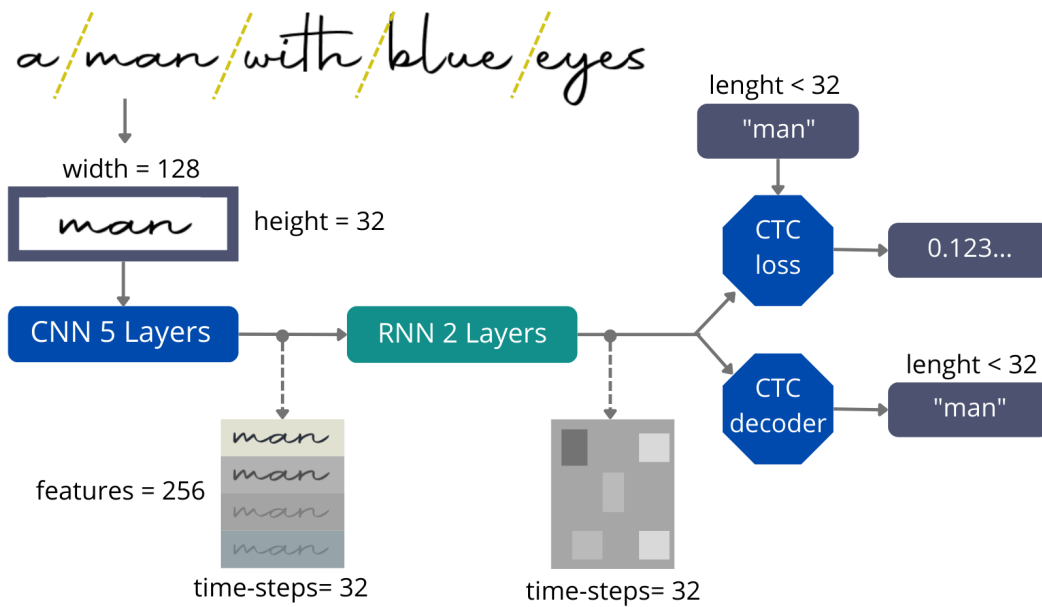 a man with blue eyes
width = 128
man
height = 32
CNN 5 Layers
RNN 2 Layers
man
man
man
man
features = 256
time-steps= 32
time-steps= 32
lenght < 32
"man"
CTC
loss
0.123...
CTC
decoder
lenght < 32
"man"